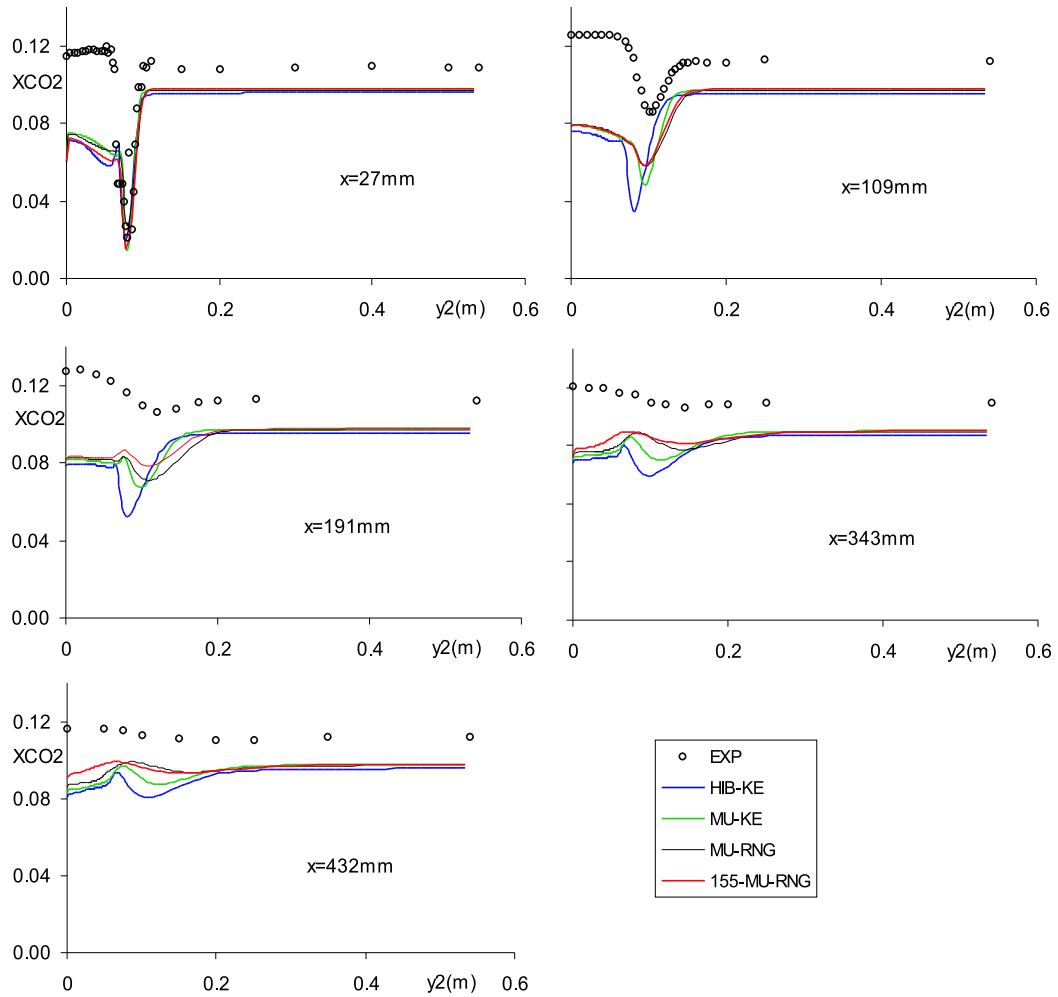 0.12
XCO2
0.08
0.04
0.00
x=27mm
0
0.2
0.4
y2(m)
0.6
x=109mm
0
0.2
0.4
y2(m)
0.6
0.12
XCO2
0.08
0.04
0.00
x=191mm
0
0.2
0.4
y2(m)
0.6
x=343mm
0
0.2
0.4
y2(m)
0.6
0.12
XCO2
0.08
0.04
0.00
x=432mm
0
0.2
0.4
y2(m)
0.6
EXP
HIB-KE
MU-KE
MU-RNG
155-MU-RNG